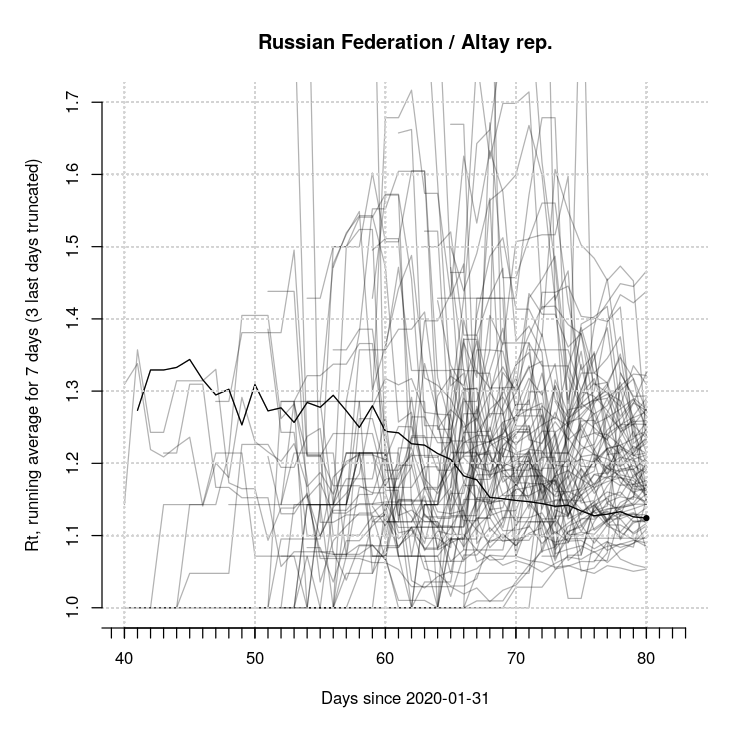 Russian Federation / Altay rep.
Rt, running average for 7 days (3 last days truncated)
1.7
1.6
1.5
1.4
1.3
1.2
1.1
1.0
40 50 60 70 80
Days since 2020-01-31